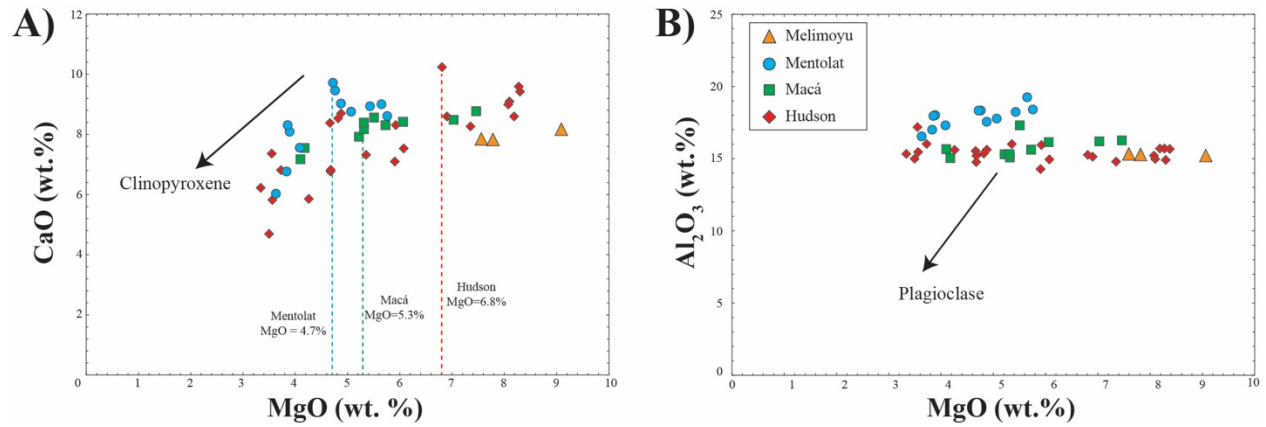 A)
CaO (wt.%)
12
10
8
6
4
2
0
Clinopyroxene
Mentolat
MgO = 4.7%
Macá
MgO=5.3%
Hudson
MgO=6.8%
0 1 2 3 4 5 6 7 8 9 10
MgO (wt. %)
B)
Al2O3 (wt.%)
25
20
15
10
5
0
Melimoyu
Mentolat
Macá
Hudson
Plagioclase
0 1 2 3 4 5 6 7 8 9 10
MgO (wt.%)